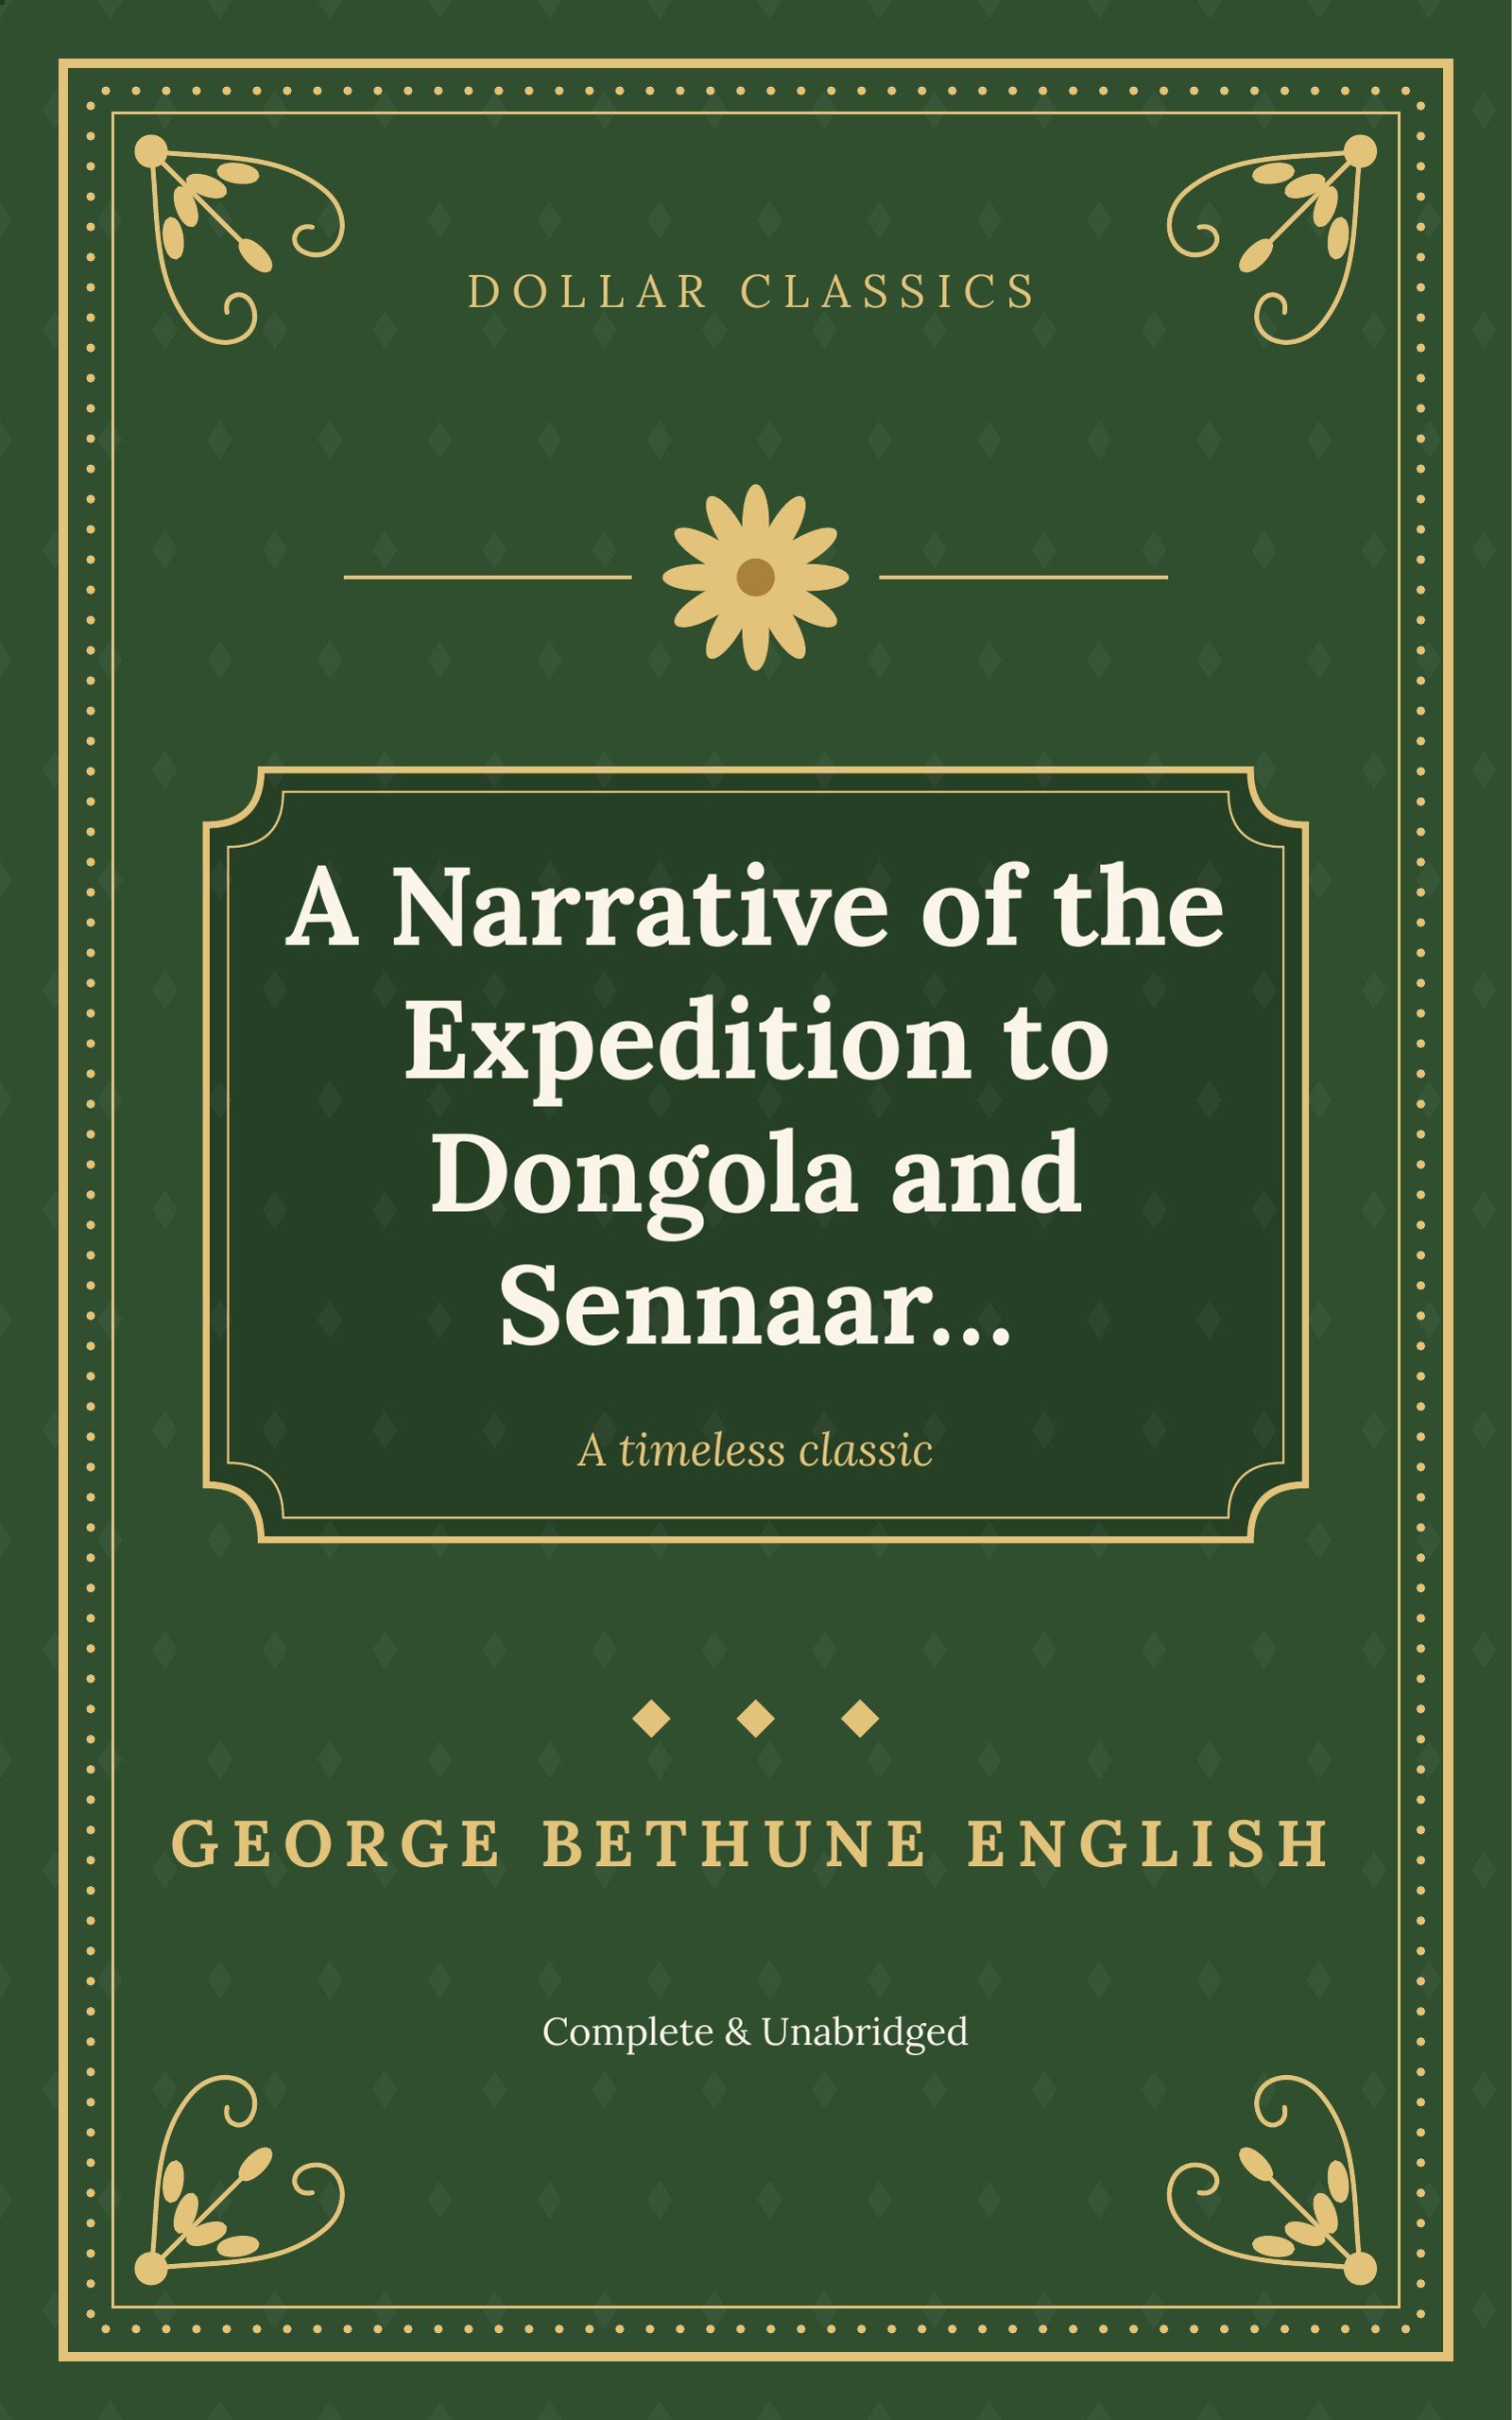 DOLLAR CLASSICS
A Narrative of the
Expedition to
Dongola and
Sennaar...
A timeless classic
GEORGE BETHUNE ENGLISH
Complete & Unabridged